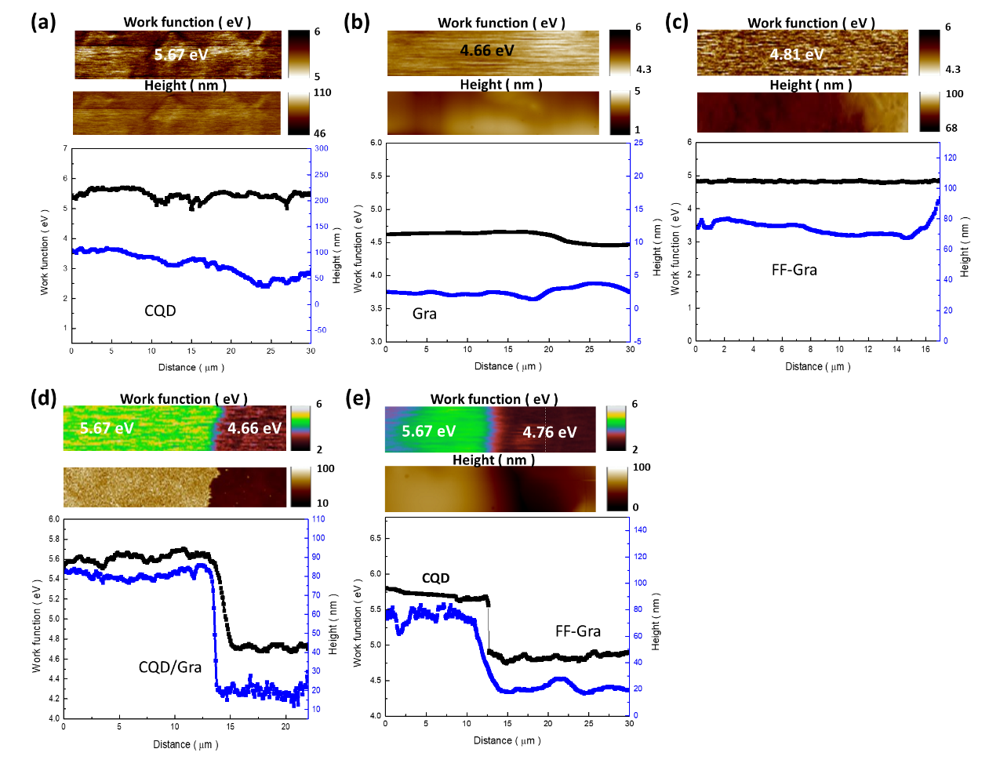 (a)
Work function ( eV )
5.67 eV
6
5
Height ( nm )
110
46
7
6
5
4
3
2
1
Work function ( eV )
300
250
200
150
100
50
0
-50
Height ( nm )
CQD
0 5 10 15 20 25 30
Distance ( μm )
(b)
Work function ( eV )
4.66 eV
6
4.3
Height ( nm )
5
1
6.0
5.5
5.0
4.5
4.0
3.5
3.0
Work function ( eV )
25
20
15
10
5
0
-5
Height ( nm )
Gra
0 5 10 15 20 25 30
Distance ( μm )
(c)
Work function ( eV )
4.81 eV
6
4.3
Height ( nm )
100
68
6
5
4
3
2
1
0
Work function ( eV )
120
100
80
60
40
20
0
Height ( nm )
FF-Gra
0 2 4 6 8 10 12 14 16
Distance ( μm )
(d)
Work function ( eV )
5.67 eV 4.66 eV
6
2
100
10
6.0
5.8
5.6
5.4
5.2
5.0
4.8
4.6
4.4
4.2
4.0
Work function ( eV )
110
100
90
80
70
60
50
40
30
20
10
Height ( nm )
CQD/Gra
0 5 10 15 20
Distance ( μm )
(e)
Work function ( eV )
5.67 eV 4.76 eV
6
2
Height ( nm )
100
0
6.5
6.0
5.5
5.0
4.5
4.0
Work function ( eV )
140
120
100
80
60
40
20
0
Height ( nm )
CQD
FF-Gra
0 5 10 15 20 25 30
Distance ( μm )